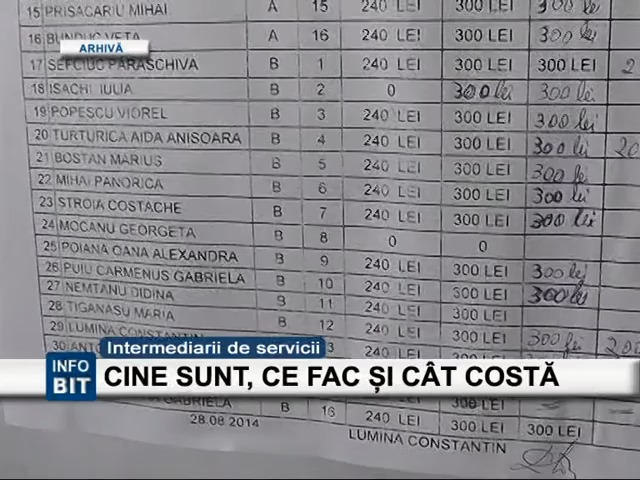 15 PRISACARIU MIHAI A 15 240 LEI 300 LEI 300 lei
16 BUNDUC VETA A 16 240 LEI 300 LEI 300 lei
ARHIVĂ
17 SEFCIUC PARASCHIVA B 1 240 LEI 300 LEI 300 LEI 2
18 ISACHI IULIA B 2 0 300 lei 300 lei
19 POPESCU VIOREL B 3 240 LEI 300 LEI 300 lei
20 TURTURICA AIDA ANISOARA B 4 240 LEI 300 LEI 300 lei 20
21 BOSTAN MARIUS B 5 240 LEI 300 LEI 300 lei
22 MIHAI PANORICA B 6 240 LEI 300 LEI 300 lei
23 STROIA COSTACHE B 7 240 LEI 300 LEI 300 lei
24 MOCANU GEORGETA B 8 0 0
25 POIANA OANA ALEXANDRA B 9 240 LEI 300 LEI 300 lei
26 PUIU CARMENUS GABRIELA B 10 240 LEI 300 LEI 300 lei
27 NEMTANU DIDINA B 11 240 LEI 300 LEI
28 TIGANASU MARIA B 12 240 LEI 300 LEI 300 lei 200
29 LUMINA CONSTANTIN
30
Intermediarii de servicii
INFO BIT
CINE SUNT, CE FAC ȘI CÂT COSTĂ
GABRIELA B 16 240 LEI 300 LEI 300 LEI
28.08.2014
LUMINA CONSTANTIN